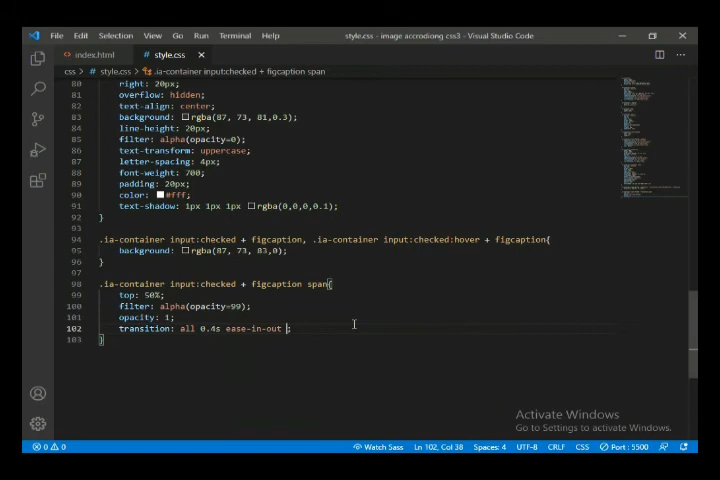 File Edit Selection View Go Run Terminal Help
style.css - image accrodiong css3 - Visual Studio Code
index.html
style.css
css > style.css > .ia-container input:checked + figcaption span
80 right: 20px;
81 overflow: hidden;
82 text-align: center;
83 background: rgba(87, 73, 81,0.3);
84 line-height: 20px;
85 filter: alpha(opacity=0);
86 text-transform: uppercase;
87 letter-spacing: 4px;
88 font-weight: 700;
89 padding: 20px;
90 color: #fff;
91 text-shadow: 1px 1px 1px rgba(0,0,0,0.1);
92 }
93
94 .ia-container input:checked + figcaption, .ia-container input:checked:hover + figcaption{
95 background: rgba(87, 73, 83,0);
96 }
97
98 .ia-container input:checked + figcaption span{
99 top: 50%;
100 filter: alpha(opacity=99);
101 opacity: 1;
102 transition: all 0.4s ease-in-out ;
103 }
Activate Windows
Go to Settings to activate Windows.
0 0 Watch Sass Ln 102, Col 38 Spaces: 4 UTF-8 CRLF CSS Port : 5500